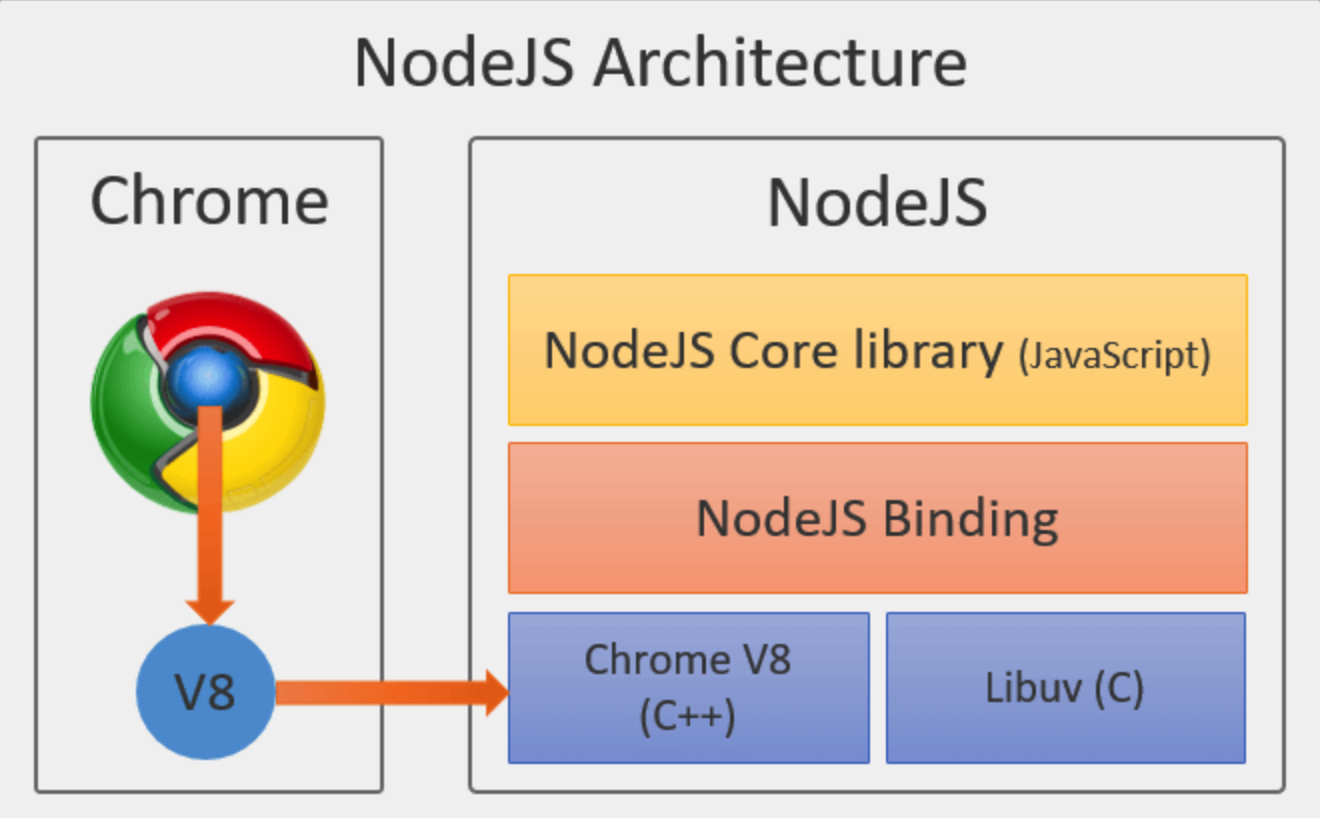 NodeJS Architecture
Chrome
V8
NodeJS
NodeJS Core library (JavaScript)
NodeJS Binding
Chrome V8
(C++)
Libuv (C)